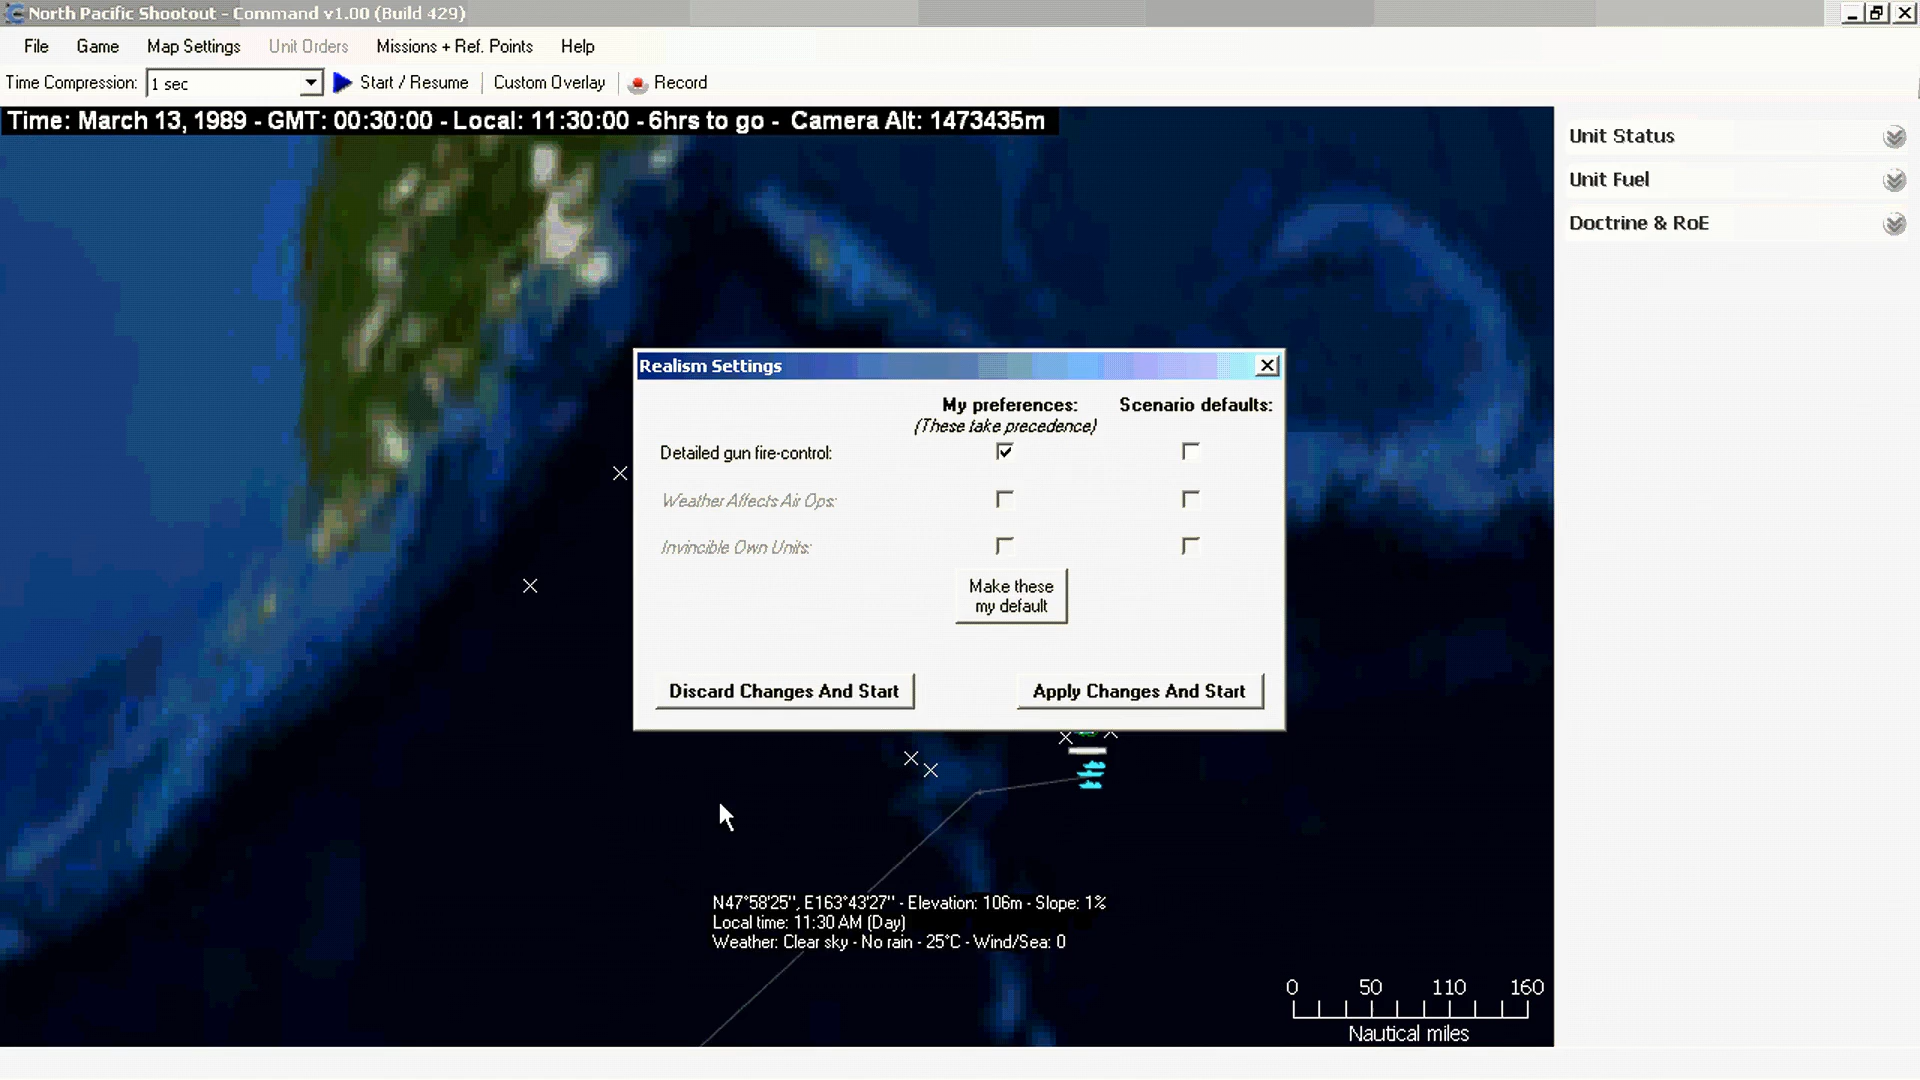 North Pacific Shootout - Command v1.00 (Build 429)
File Game Map Settings Unit Orders Missions + Ref. Points Help
Time Compression: 1 sec Start / Resume Custom Overlay Record
Time: March 13, 1989 - GMT: 00:30:00 - Local: 11:30:00 - 6hrs to go - Camera Alt: 1473435m
Unit Status
Unit Fuel
Doctrine & RoE
Realism Settings
My preferences: Scenario defaults:
(These take precedence)
Detailed gun fire-control:
Weather Affects Air Ops:
Invincible Own Units:
Make these
my default
Discard Changes And Start Apply Changes And Start
N47°58'25", E163°43'27" - Elevation: 106m - Slope: 1%
Local time: 11:30 AM (Day)
Weather: Clear sky - No rain - 25°C - Wind/Sea: 0
0 50 110 160
Nautical miles